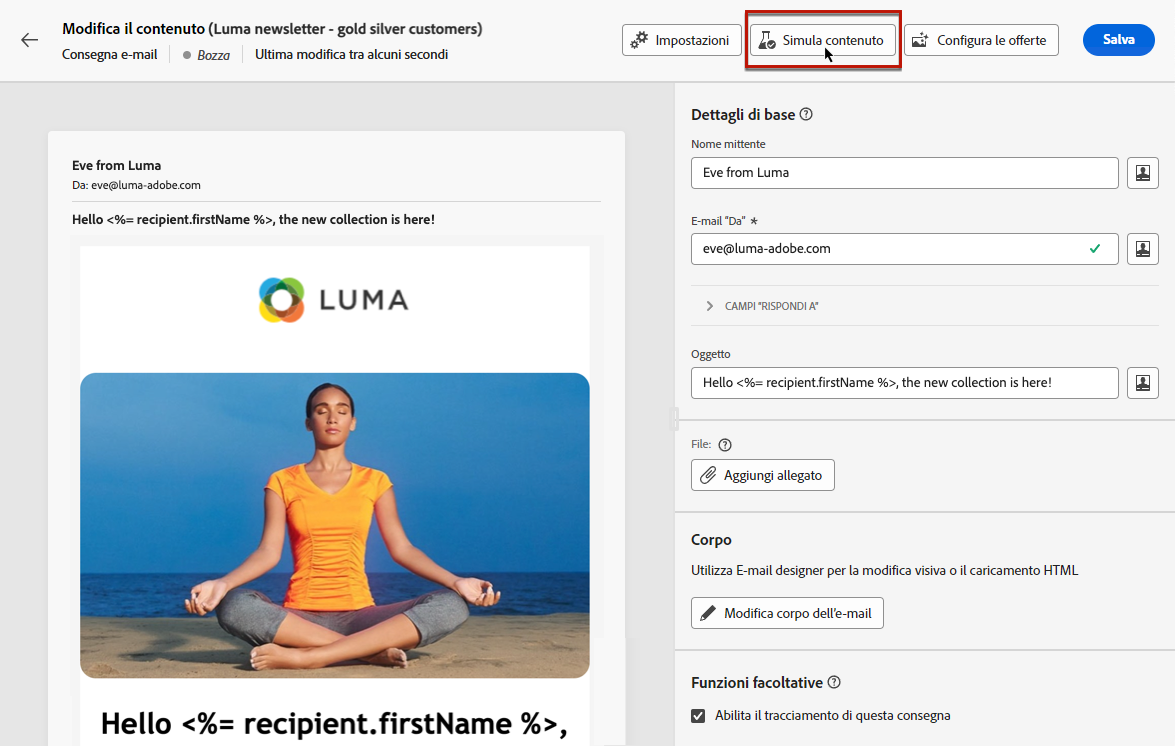 Modifica il contenuto (Luma newsletter - gold silver customers)
Consegna e-mail
Bozza
Ultima modifica tra alcuni secondi
Impostazioni
Simula contenuto
Configura le offerte
Salva
Eve from Luma
Da: eve@luma-adobe.com
Hello <%= recipient.firstName %>, the new collection is here!
LUMA
Hello <%= recipient.firstName %>,
Dettagli di base
Nome mittente
Eve from Luma
E-mail "Da" *
eve@luma-adobe.com
CAMPI "RISPONDI A"
Oggetto
Hello <%= recipient.firstName %>, the new collection is here!
File:
Aggiungi allegato
Corpo
Utilizza E-mail designer per la modifica visiva o il caricamento HTML
Modifica corpo dell'e-mail
Funzioni facoltative
Abilita il tracciamento di questa consegna